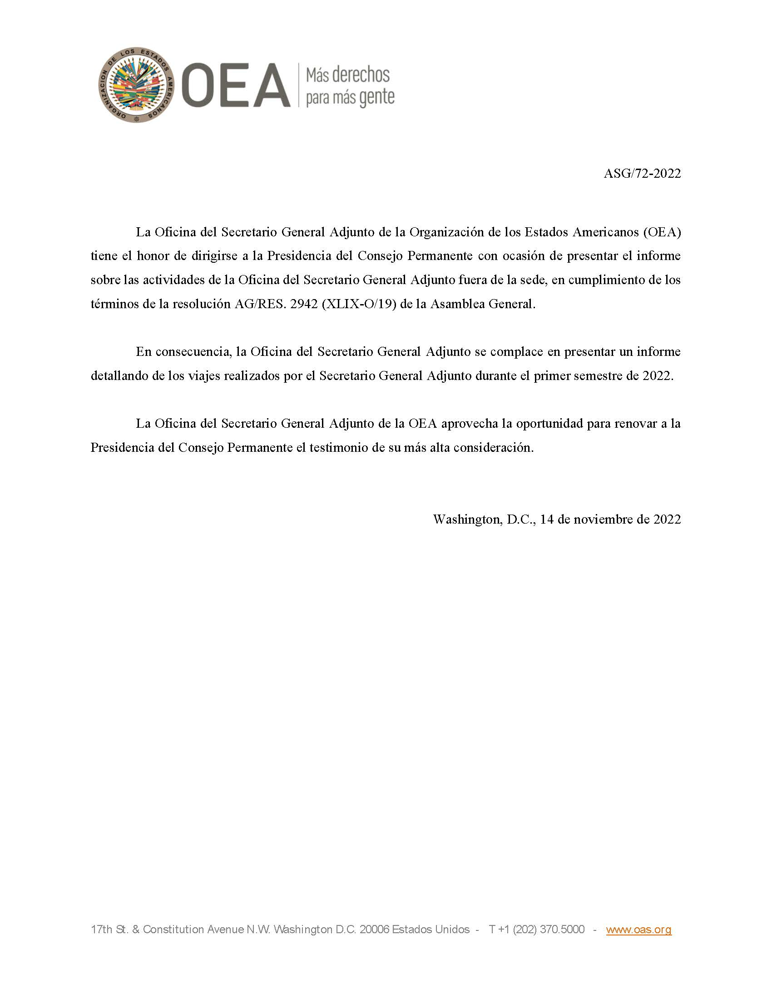 ORGANIZACION DE LOS ESTADOS AMERICANOS
OEA
Más derechos
para más gente
ASG/72-2022
La Oficina del Secretario General Adjunto de la Organización de los Estados Americanos (OEA)
tiene el honor de dirigirse a la Presidencia del Consejo Permanente con ocasión de presentar el informe
sobre las actividades de la Oficina del Secretario General Adjunto fuera de la sede, en cumplimiento de los
términos de la resolución AG/RES. 2942 (XLIX-O/19) de la Asamblea General.
En consecuencia, la Oficina del Secretario General Adjunto se complace en presentar un informe
detallando de los viajes realizados por el Secretario General Adjunto durante el primer semestre de 2022.
La Oficina del Secretario General Adjunto de la OEA aprovecha la oportunidad para renovar a la
Presidencia del Consejo Permanente el testimonio de su más alta consideración.
Washington, D.C., 14 de noviembre de 2022
17th St. & Constitution Avenue N.W. Washington D.C. 20006 Estados Unidos - T +1 (202) 370.5000 - www.oas.org